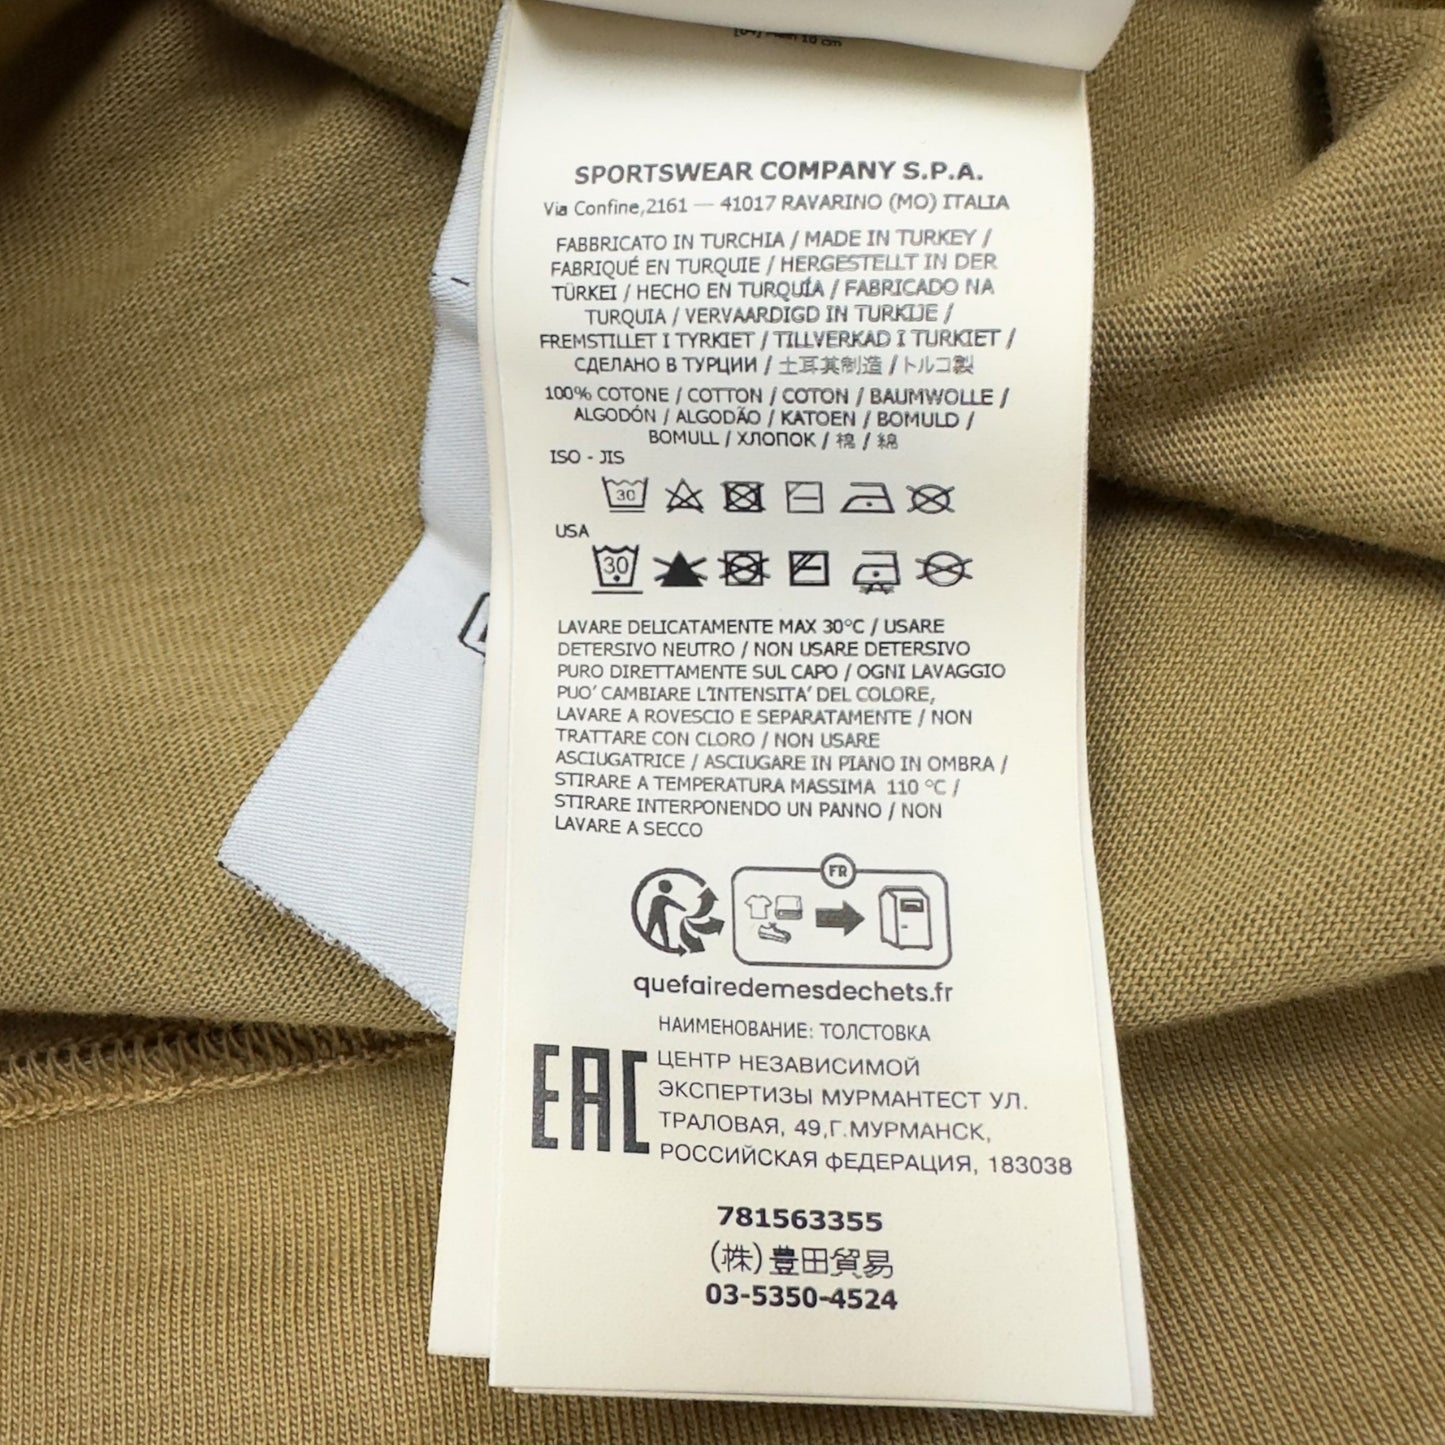 10 cm
SPORTSWEAR COMPANY S.P.A.
Via Confine,2161 — 41017 RAVARINO (MO) ITALIA
FABBRICATO IN TURCHIA / MADE IN TURKEY /
FABRIQUÉ EN TURQUIE / HERGESTELLT IN DER
TÜRKEI / HECHO EN TURQUÍA / FABRICADO NA
TURQUIA / VERVAARDIGD IN TURKIJE /
FREMSTILLET I TYRKIET / TILLVERKAD I TURKIET /
СДЕЛАНО В ТУРЦИИ / 土耳其制造 / トルコ製
100% COTONE / COTTON / COTON / BAUMWOLLE /
ALGODÓN / ALGODÃO / KATOEN / BOMULD /
BOMULL / ХЛОПОК / 棉 / 綿
ISO - JIS
30
USA
30
LAVARE DELICATAMENTE MAX 30°C / USARE
DETERSIVO NEUTRO / NON USARE DETERSIVO
PURO DIRETTAMENTE SUL CAPO / OGNI LAVAGGIO
PUO' CAMBIARE L'INTENSITA' DEL COLORE,
LAVARE A ROVESCIO E SEPARATAMENTE / NON
TRATTARE CON CLORO / NON USARE
ASCIUGATRICE / ASCIUGARE IN PIANO IN OMBRA /
STIRARE A TEMPERATURA MASSIMA 110 °C /
STIRARE INTERPONENDO UN PANNO / NON
LAVARE A SECCO
FR
quefairedemesdechets.fr
НАИМЕНОВАНИЕ: ТОЛСТОВКА
EAC
ЦЕНТР НЕЗАВИСИМОЙ
ЭКСПЕРТИЗЫ МУРМАНТЕСТ УЛ.
ТРАЛОВАЯ, 49,Г.МУРМАНСК,
РОССИЙСКАЯ ФЕДЕРАЦИЯ, 183038
781563355
(株)豊田貿易
03-5350-4524